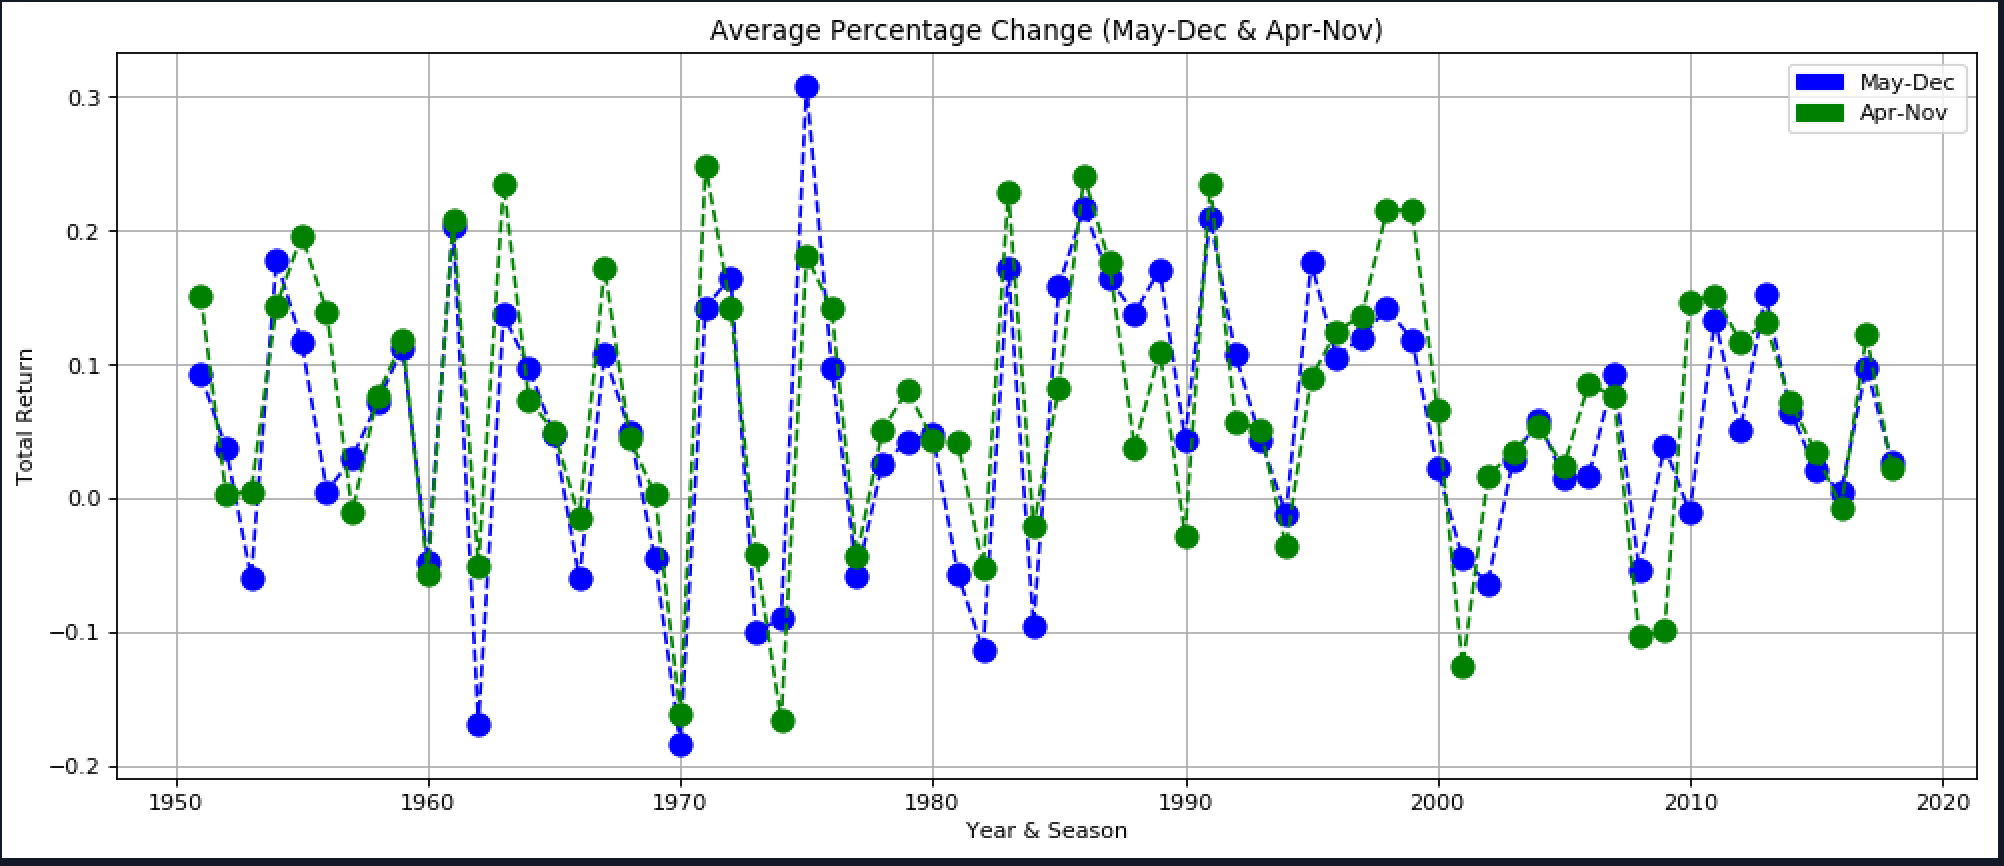 Average Percentage Change (May-Dec & Apr-Nov)
May-Dec
Apr-Nov
Total Return
0.3
0.2
0.1
0.0
−0.1
−0.2
1950 1960 1970 1980 1990 2000 2010 2020
Year & Season